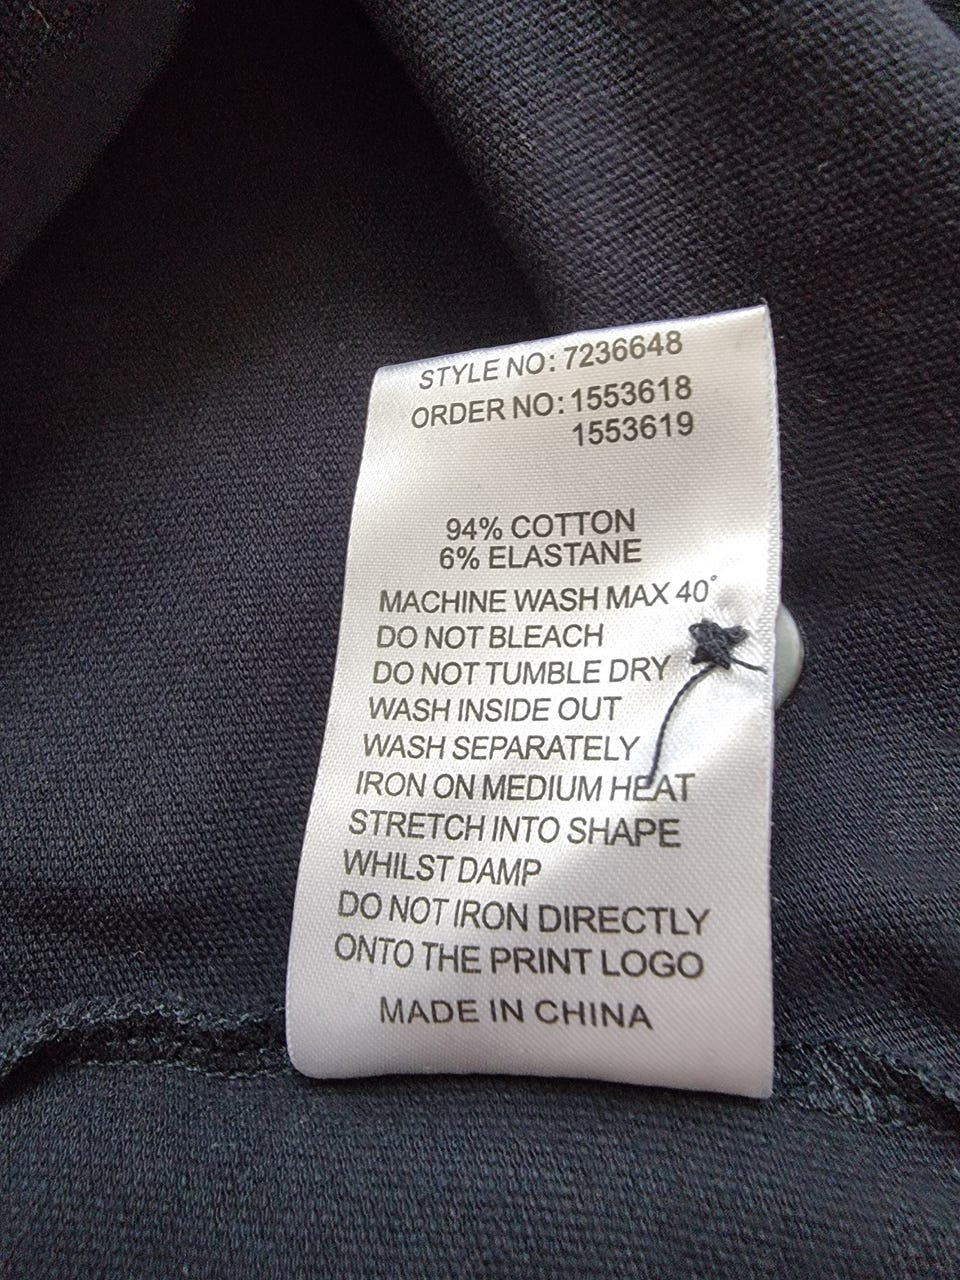 STYLE NO: 7236648
ORDER NO: 1553618
1553619
94% COTTON
6% ELASTANE
MACHINE WASH MAX 40°
DO NOT BLEACH
DO NOT TUMBLE DRY
WASH INSIDE OUT
WASH SEPARATELY
IRON ON MEDIUM HEAT
STRETCH INTO SHAPE
WHILST DAMP
DO NOT IRON DIRECTLY
ONTO THE PRINT LOGO
MADE IN CHINA